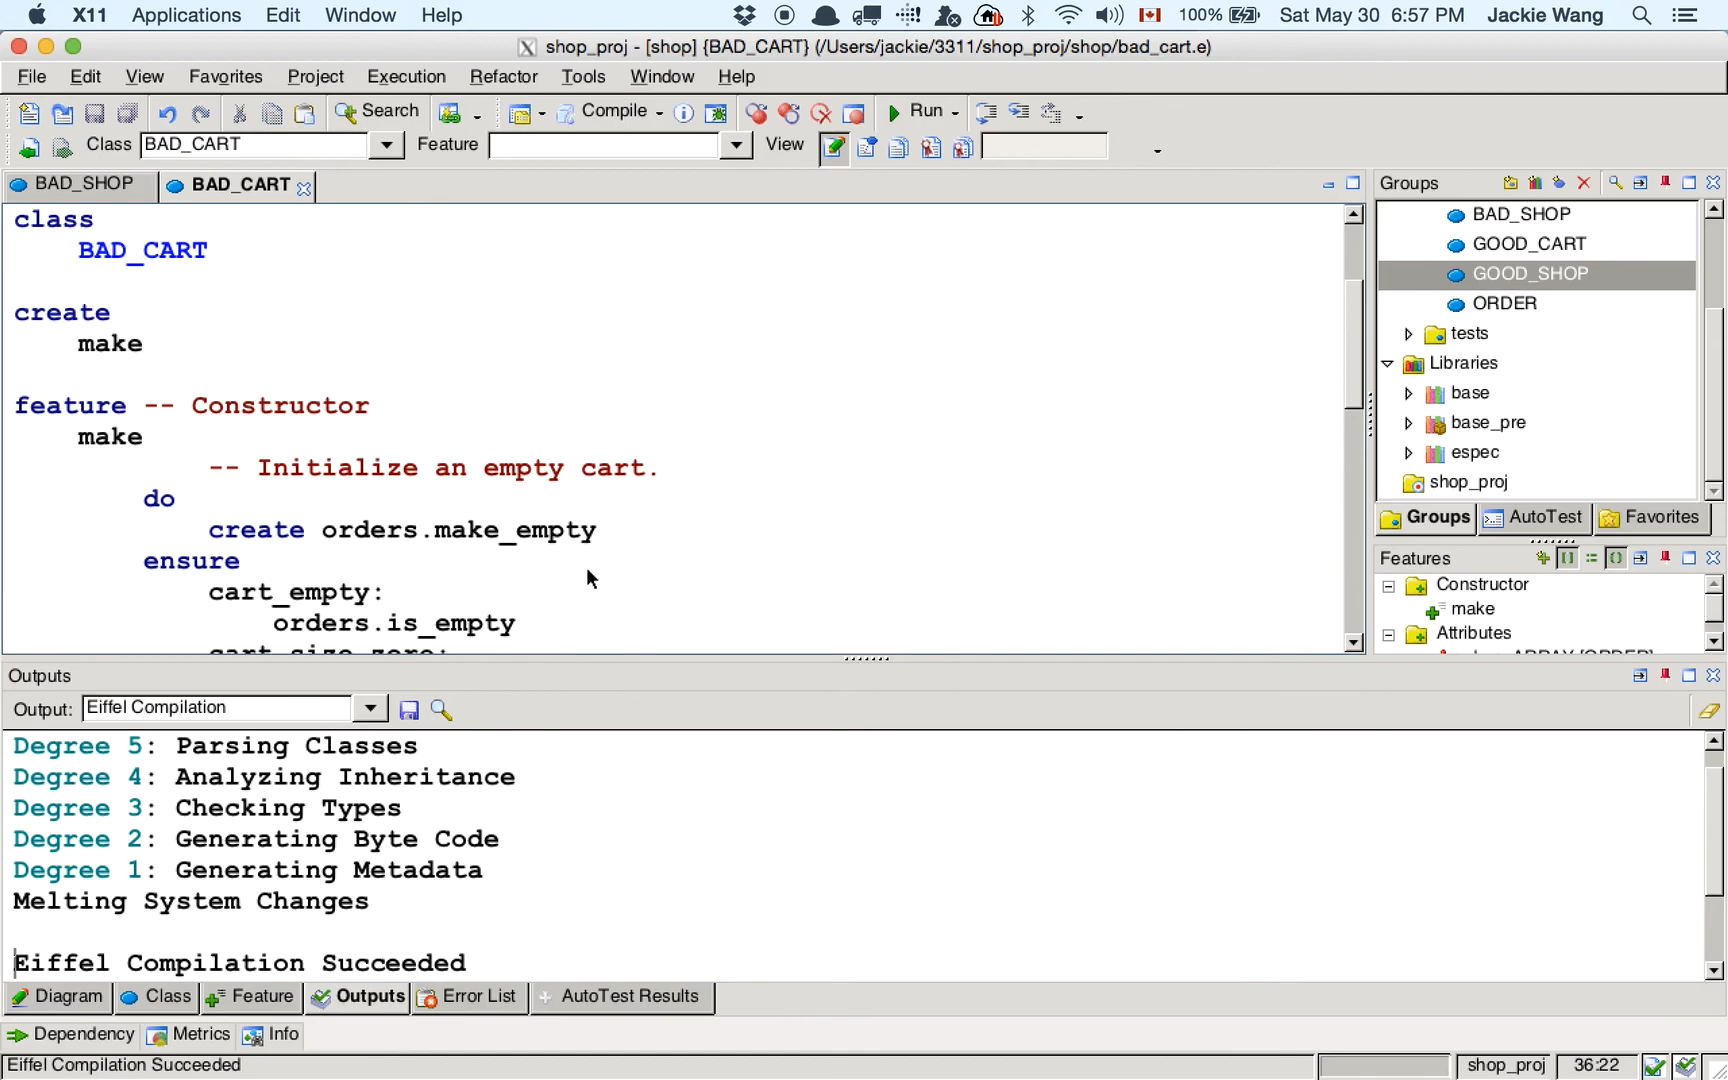 X11 Applications Edit Window Help 100% Sat May 30 6:57 PM Jackie Wang
shop_proj - [shop] {BAD_CART} (/Users/jackie/3311/shop_proj/shop/bad_cart.e)
File Edit View Favorites Project Execution Refactor Tools Window Help
Search Compile Run
Class BAD_CART Feature View
BAD_SHOP BAD_CART
class
BAD_CART
create
make
feature -- Constructor
make
-- Initialize an empty cart.
do
create orders.make_empty
ensure
cart_empty:
orders.is_empty
cart_size_zero:
Groups
BAD_SHOP
GOOD_CART
GOOD_SHOP
ORDER
tests
Libraries
base
base_pre
espec
shop_proj
Groups AutoTest Favorites
Features
Constructor
make
Attributes
ARRAY [ORDER]
Outputs
Output: Eiffel Compilation
Degree 5: Parsing Classes
Degree 4: Analyzing Inheritance
Degree 3: Checking Types
Degree 2: Generating Byte Code
Degree 1: Generating Metadata
Melting System Changes
Eiffel Compilation Succeeded
Diagram Class Feature Outputs Error List AutoTest Results
Dependency Metrics Info
Eiffel Compilation Succeeded shop_proj 36:22